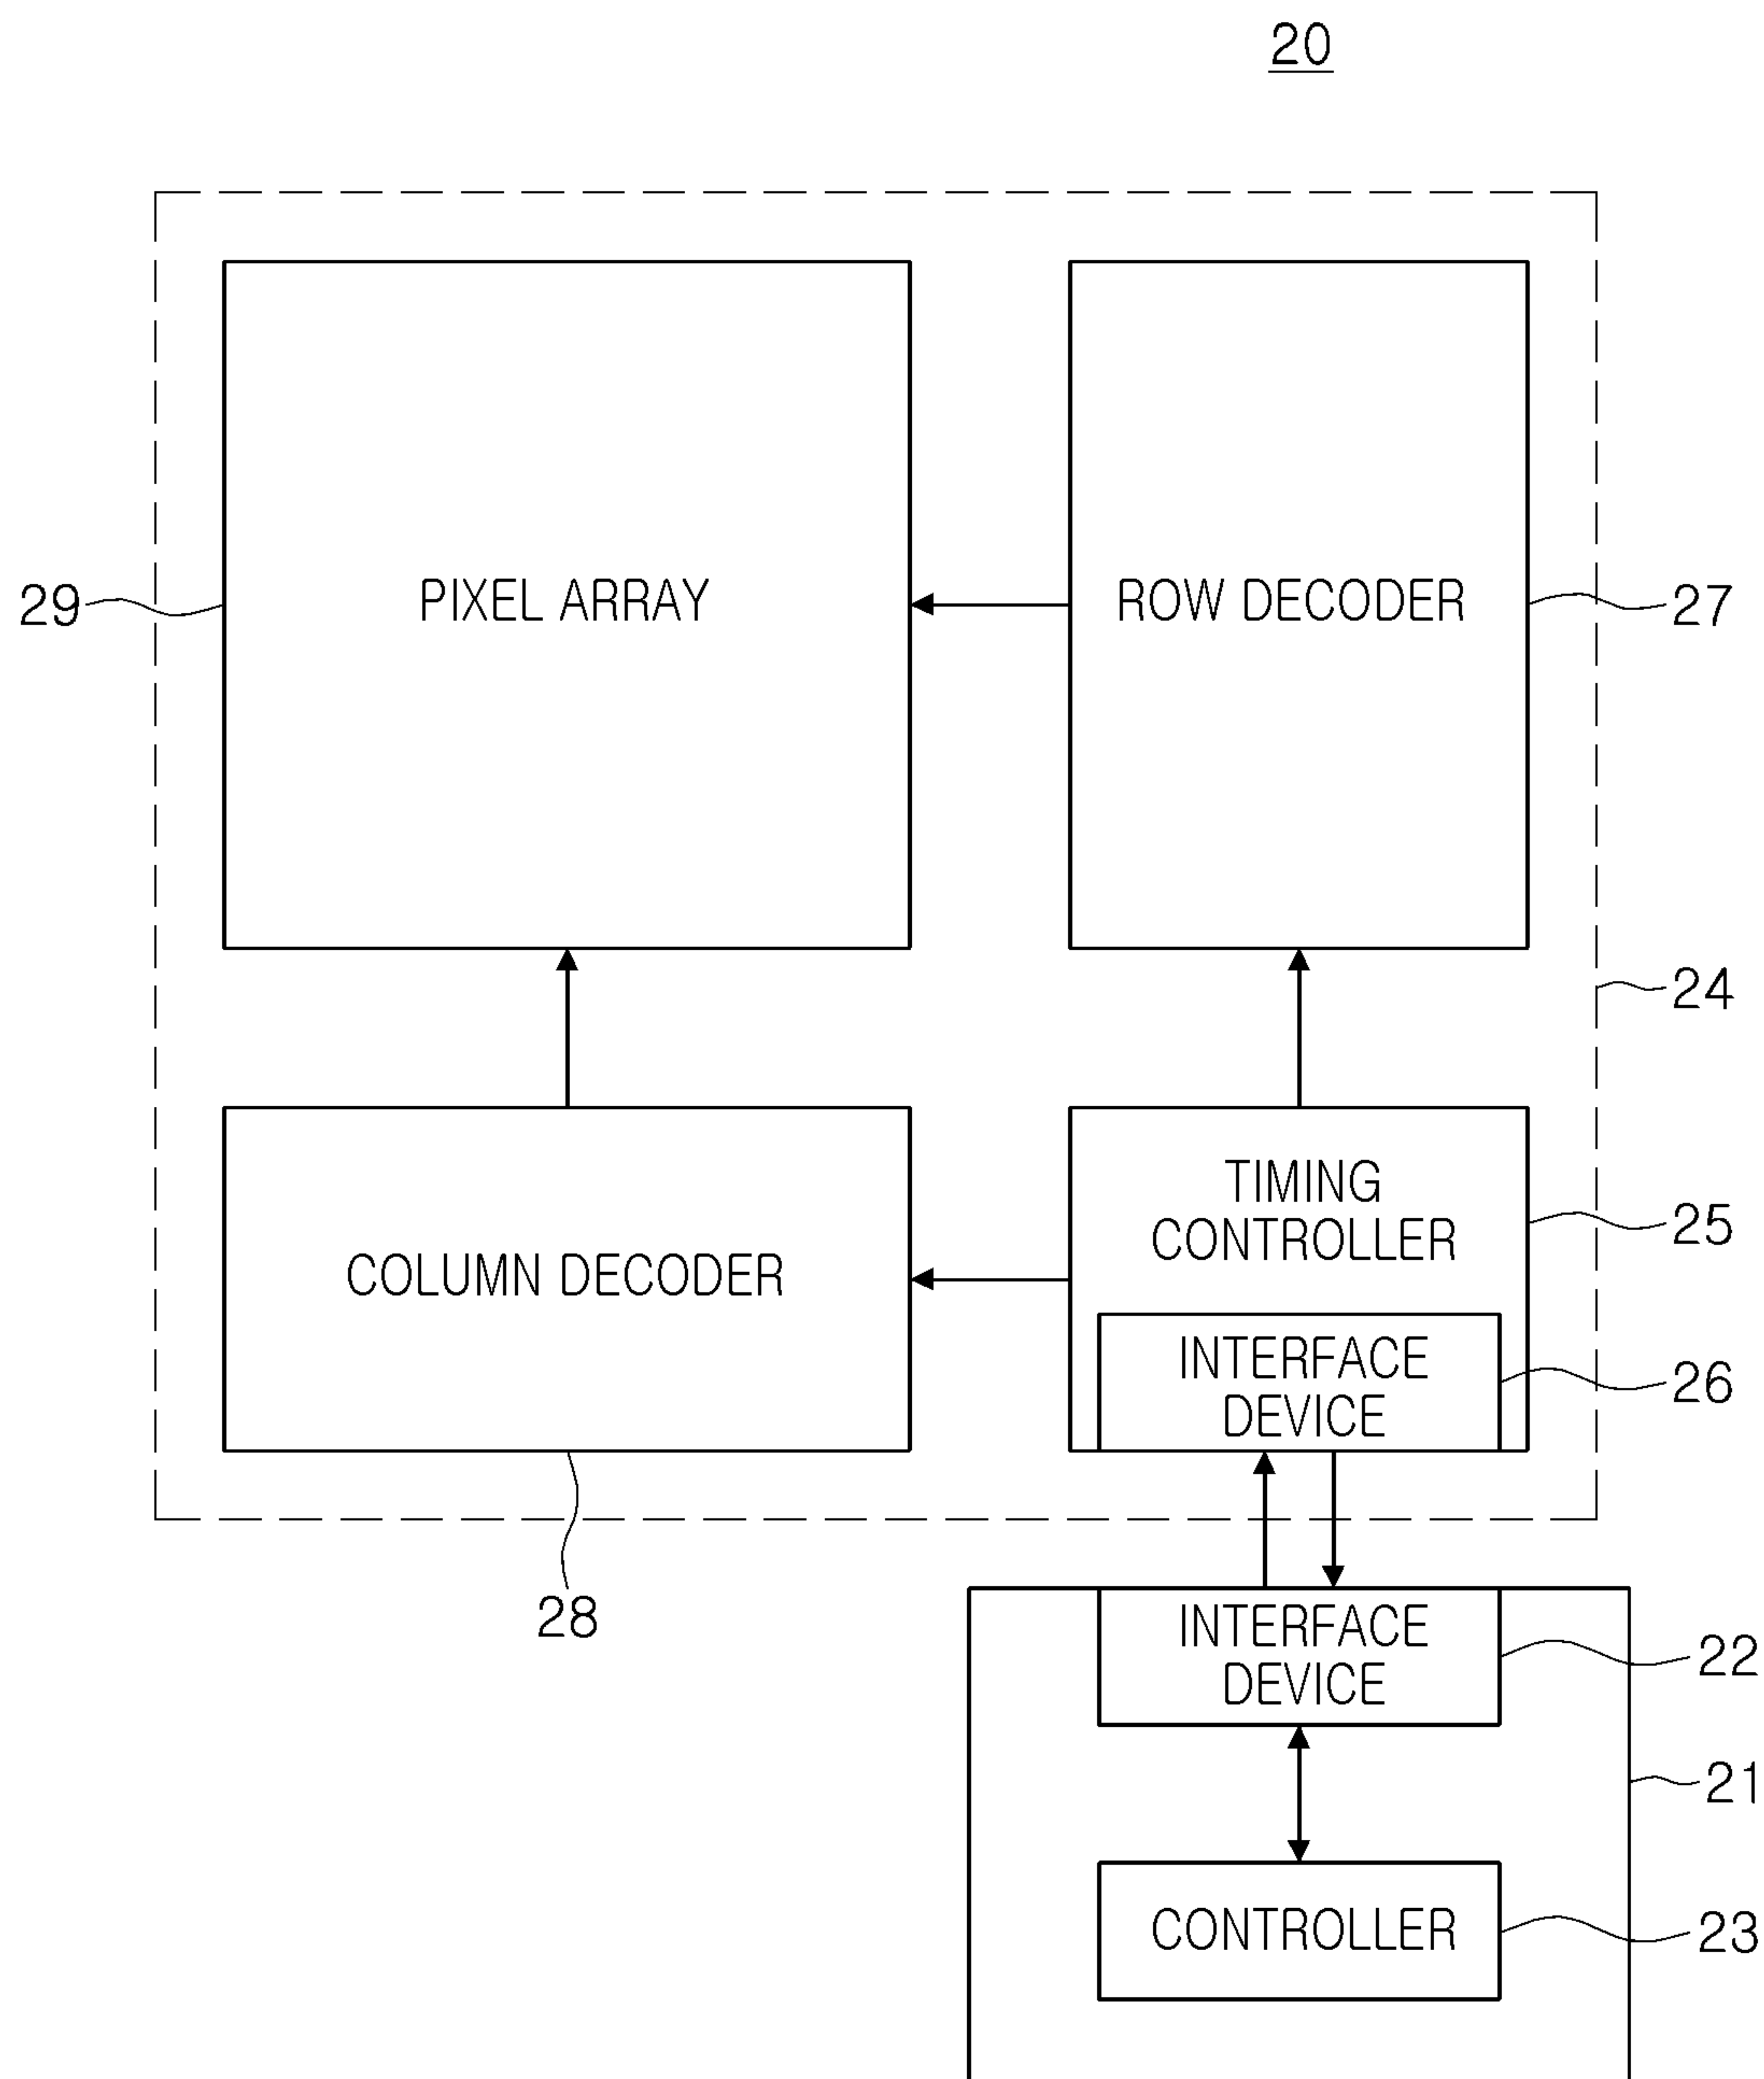 20
PIXEL ARRAY
ROW DECODER
29
27
24
TIMING
CONTROLLER
25
COLUMN DECODER
INTERFACE
DEVICE
26
28
INTERFACE
DEVICE
22
21
CONTROLLER
23